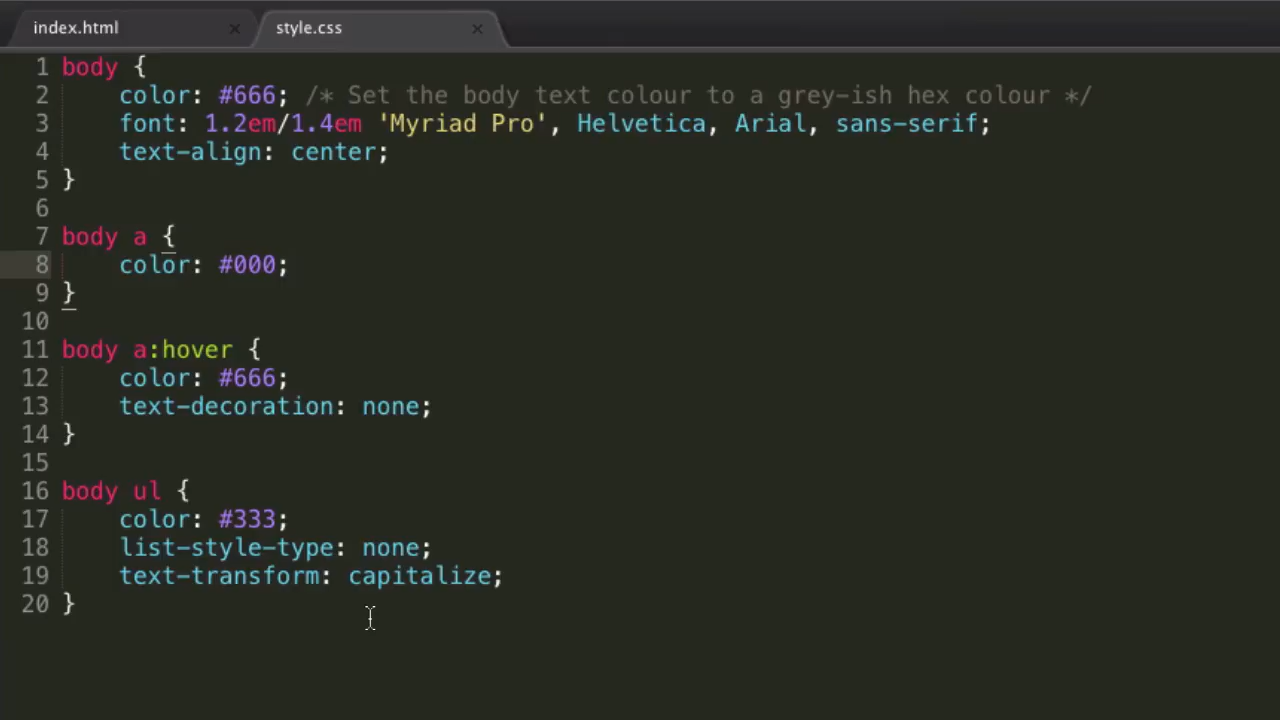 index.html × style.css ×
1 body {
2 color: #666; /* Set the body text colour to a grey-ish hex colour */
3 font: 1.2em/1.4em 'Myriad Pro', Helvetica, Arial, sans-serif;
4 text-align: center;
5 }
6
7 body a {
8 color: #000;
9 }
10
11 body a:hover {
12 color: #666;
13 text-decoration: none;
14 }
15
16 body ul {
17 color: #333;
18 list-style-type: none;
19 text-transform: capitalize;
20 }